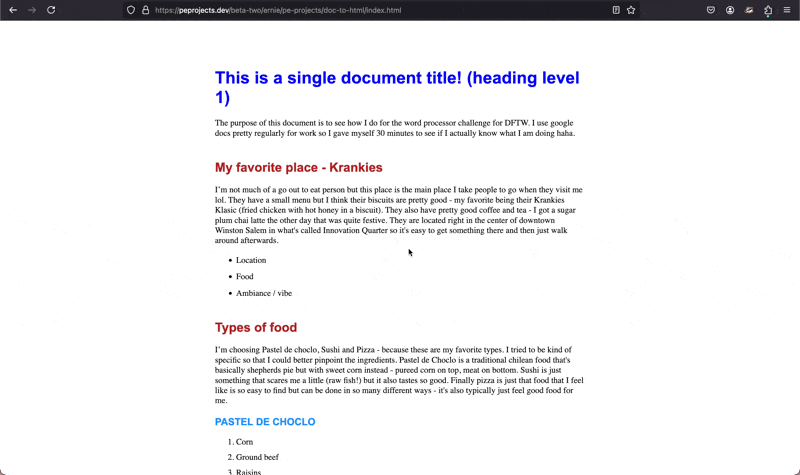 https://peprojects.dev/beta-two/ernie/pe-projects/doc-to-html/index.html
This is a single document title! (heading level
1)
The purpose of this document is to see how I do for the word processor challenge for DFTW. I use google
docs pretty regularly for work so I gave myself 30 minutes to see if I actually know what I am doing haha.
My favorite place - Krankies
I'm not much of a go out to eat person but this place is the main place I take people to go when they visit me
lol. They have a small menu but I think their biscuits are pretty good - my favorite being their Krankies
Klasic (fried chicken with hot honey in a biscuit). They also have pretty good coffee and tea - I got a sugar
plum chai latte the other day that was quite festive. They are located right in the center of downtown
Winston Salem in what's called Innovation Quarter so it's easy to get something there and then just walk
around afterwards.
• Location
• Food
• Ambiance / vibe
Types of food
I'm choosing Pastel de choclo, Sushi and Pizza - because these are my favorite types. I tried to be kind of
specific so that I could better pinpoint the ingredients. Pastel de Choclo is a traditional chilean food that's
basically shepherds pie but with sweet corn instead - pureed corn on top, meat on bottom. Sushi is just
something that scares me a little (raw fish!) but it also tastes so good. Finally pizza is just that food that I feel
like is so easy to find but can be done in so many different ways - it's also typically just feel good food for
me.
PASTEL DE CHOCLO
1. Corn
2. Ground beef
3. Raisins